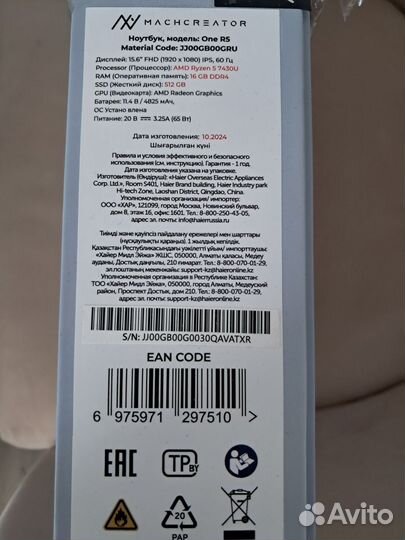 MACHCREATOR
Ноутбук, модель: One R5
Material Code: JJ00GB00GRU
Дисплей: 15.6” FHD (1920 x 1080) IPS, 60 Гц
Processor (Процессор): AMD Ryzen 5 7430U
RAM (Оперативная память): 16 GB DDR4
SSD (Жесткий диск): 512 GB
GPU (Видеокарта): AMD Radeon Graphics
Батарея: 11.4 В / 4825 мАч,
ОС Устано влена
Питание: 20 В ⎓ 3.25А (65 Вт)
Дата изготовления: 10.2024
Шығарылған күні
Правила и условия эффективного и безопасного
использования (см. инструкцию). Гарантия - 1 год.
Дата изготовления указана на упаковке.
Изготовитель (Өндіруші): «Haier Overseas Electric Appliances
Corp. Ltd.», Room S401, Haier Brand building, Haier Industry park
Hi-tech Zone, Laoshan District, Qingdao, China.
Уполномоченная организация / импортер:
ООО «ХАР», 121099, город Москва, Новинский бульвар,
дом 8, этаж 16, офис 1601. Тел.: 8-800-250-43-05,
адрес эл. почты: info@haierrussia.ru
Тиімді және қауіпсіз пайдалану ережелері мен шарттары
(нұсқаулықты қараңыз). 1 жылдық кепілдік.
Қазақстан Республикасындағы уәкілетті ұйым/ импорттаушы:
«Хайер Мидл Эйжа» ЖШС, 050000, Алматы қаласы, Медеу
ауданы, Достық даңғылы, 210 ғимарат. Тел.: 8-800-070-01-29,
эл.поштаның мекенжайы: support-kz@haieronline.kz
Уполномоченная организация в Республике Казахстан:
ТОО «Хайер Мидл Эйжа», 050000, город Алматы, Медеуский
район, Проспект Достык, дом 210. Тел.: 8-800-070-01-29,
адрес эл. почты: support-kz@haieronline.kz
S/N: JJ00GB00G0030QAVATXR
EAN CODE
6 975971 297510 >
EAC
TP BY
20
PAP
Avito